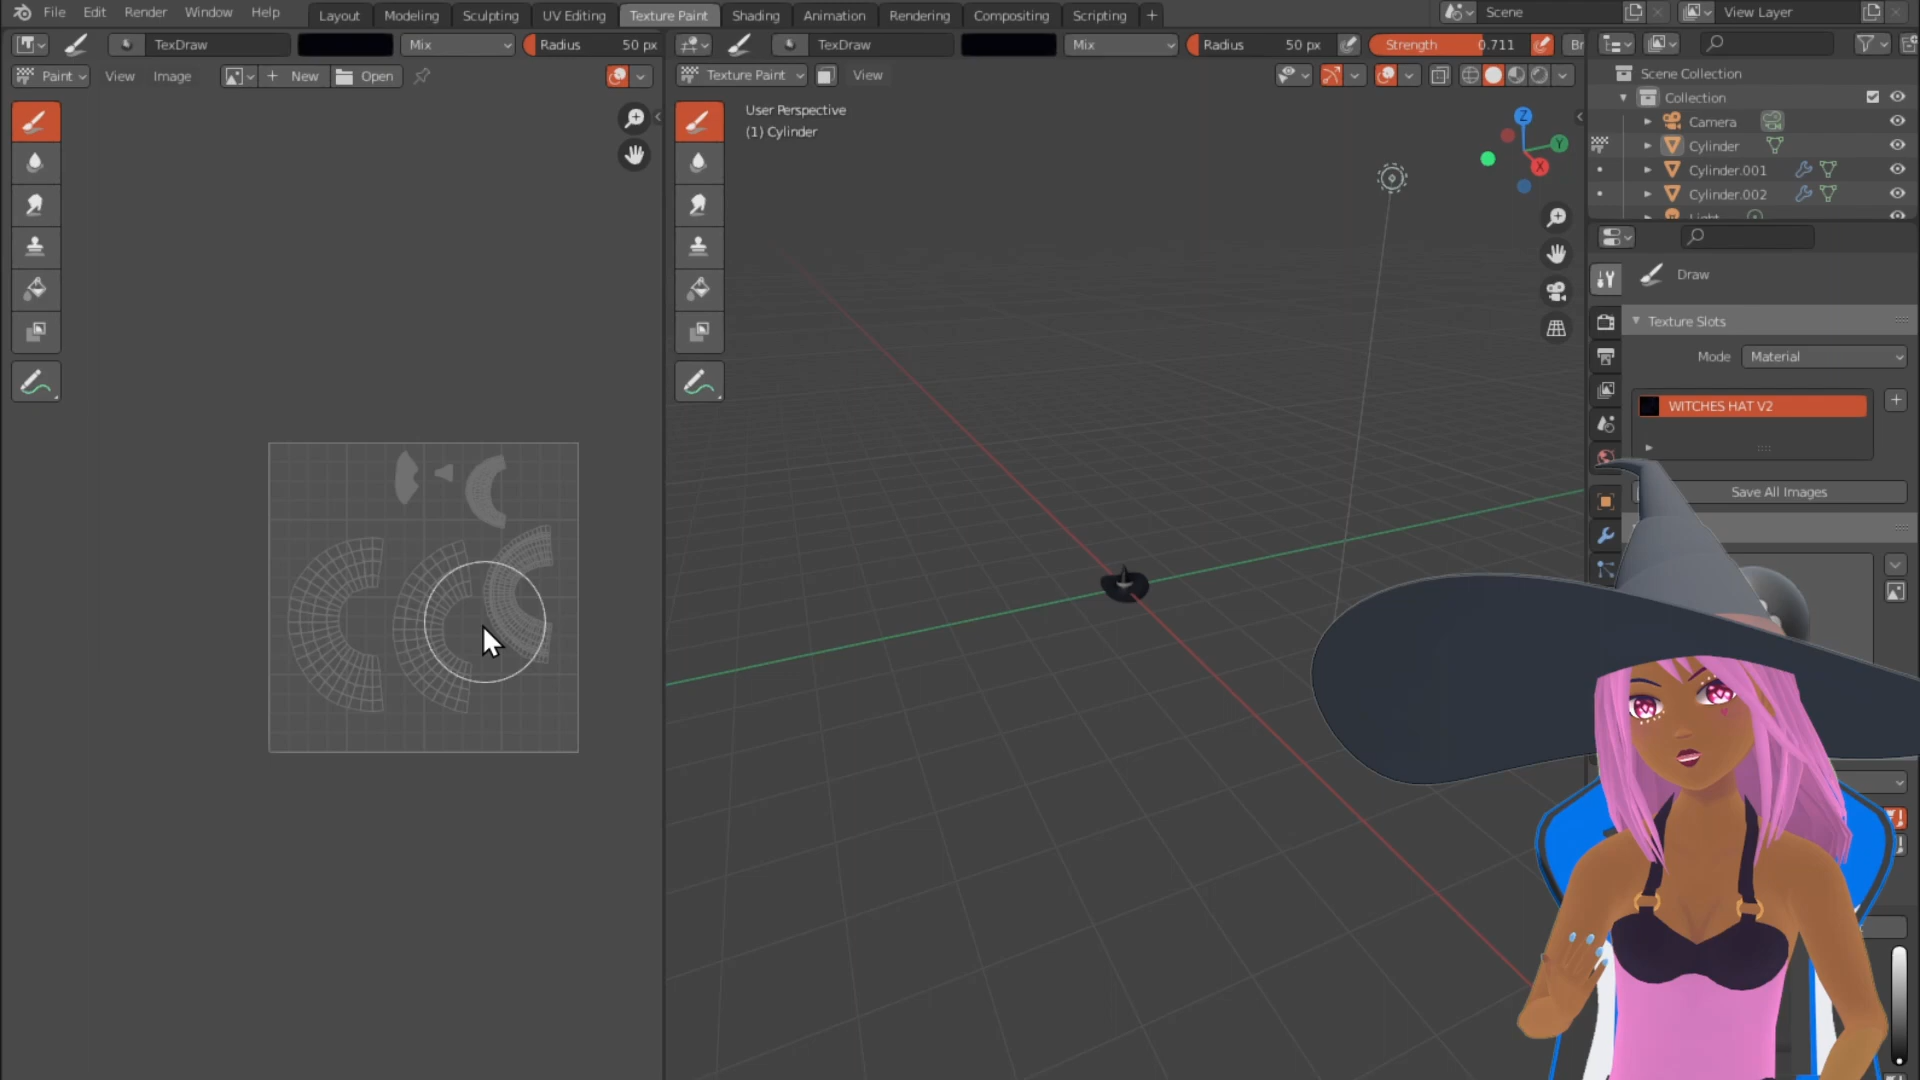 File Edit Render Window Help Layout Modeling Sculpting UV Editing Texture Paint Shading Animation Rendering Compositing Scripting + Scene View Layer
TexDraw Mix Radius 50 px TexDraw Mix Radius 50 px Strength 0.711 Br
Paint View Image + New Open Texture Paint View
Scene Collection
Collection
User Perspective
(1) Cylinder
Camera
Cylinder
Cylinder.001
Cylinder.002
Light
Z
Y
X
Draw
Texture Slots
Mode Material
WITCHES HAT V2
Save All Images